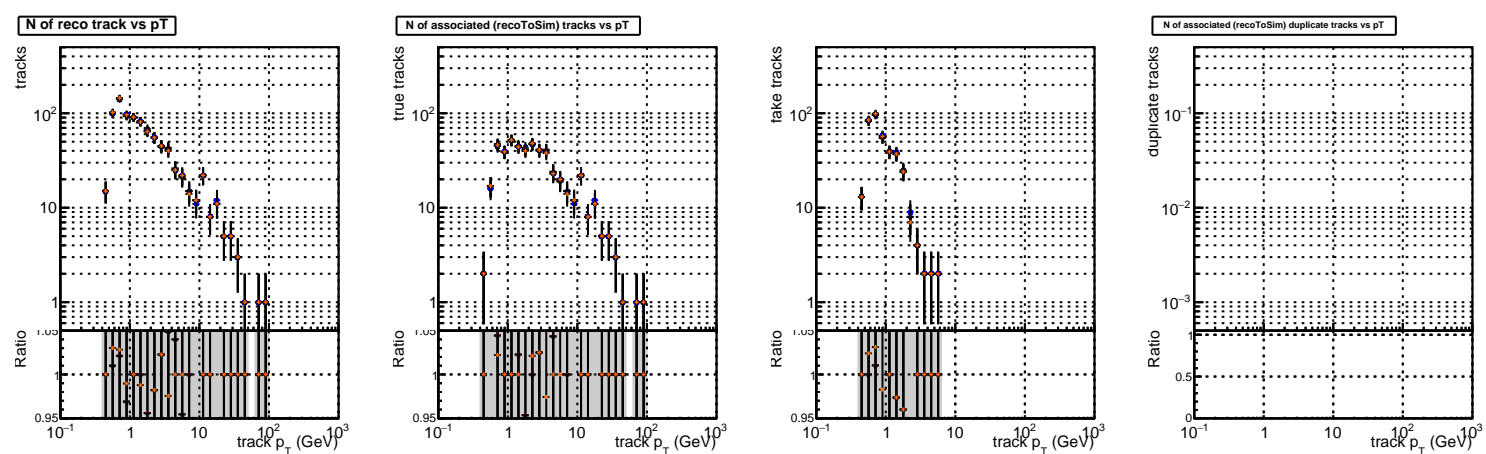 N of reco track vs pT
tracks
10²
10
1
Ratio
1.05
1
0.95
10⁻¹ 1 10 10² 10³
track p_T (GeV)
N of associated (recoToSim) tracks vs pT
true tracks
10²
10
1
Ratio
1.05
1
0.95
10⁻¹ 1 10 10² 10³
track p_T (GeV)
fake tracks
10²
10
1
Ratio
1.05
1
0.95
10⁻¹ 1 10 10² 10³
track p_T (GeV)
N of associated (recoToSim) duplicate tracks vs pT
duplicate tracks
10⁻¹
10⁻²
10⁻³
Ratio
1
0.5
0
10⁻¹ 1 10 10² 10³
track p_T (GeV)